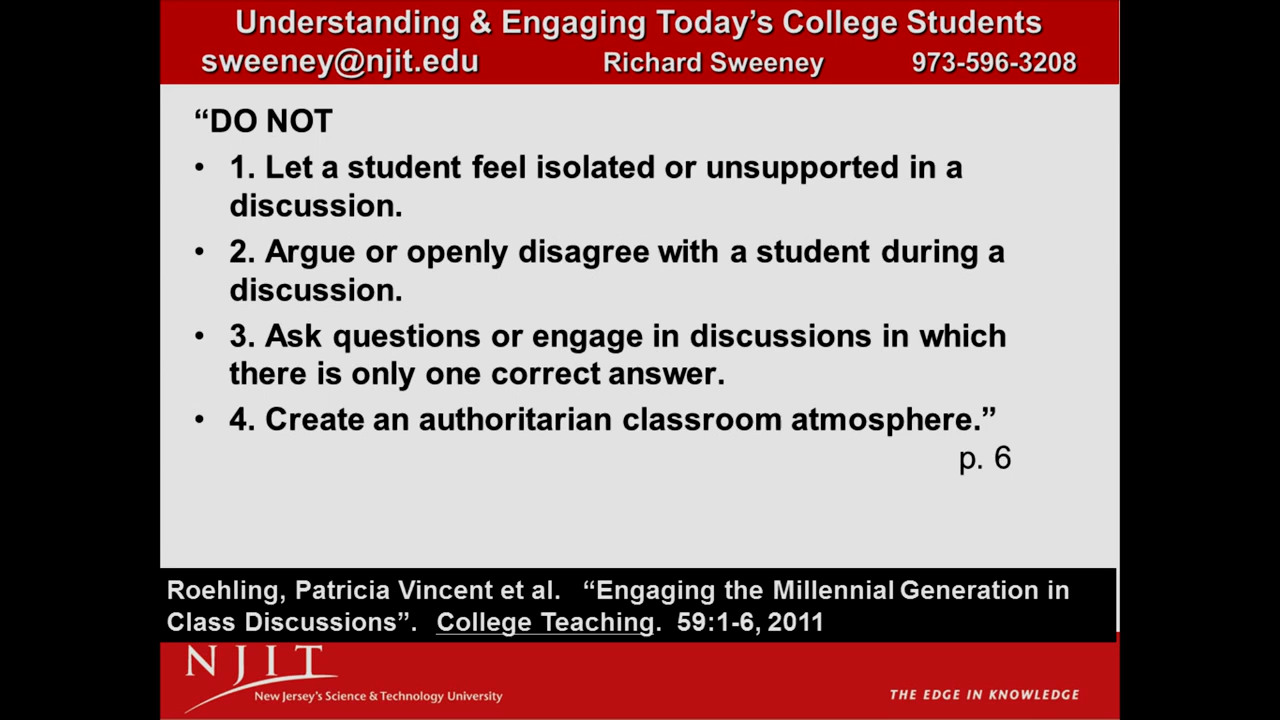 Understanding & Engaging Today’s College Students
sweeney@njit.edu Richard Sweeney 973-596-3208
“DO NOT
• 1. Let a student feel isolated or unsupported in a
discussion.
• 2. Argue or openly disagree with a student during a
discussion.
• 3. Ask questions or engage in discussions in which
there is only one correct answer.
• 4. Create an authoritarian classroom atmosphere.”
p. 6
Roehling, Patricia Vincent et al. “Engaging the Millennial Generation in
Class Discussions”. College Teaching. 59:1-6, 2011
NJIT
New Jersey’s Science & Technology University
THE EDGE IN KNOWLEDGE